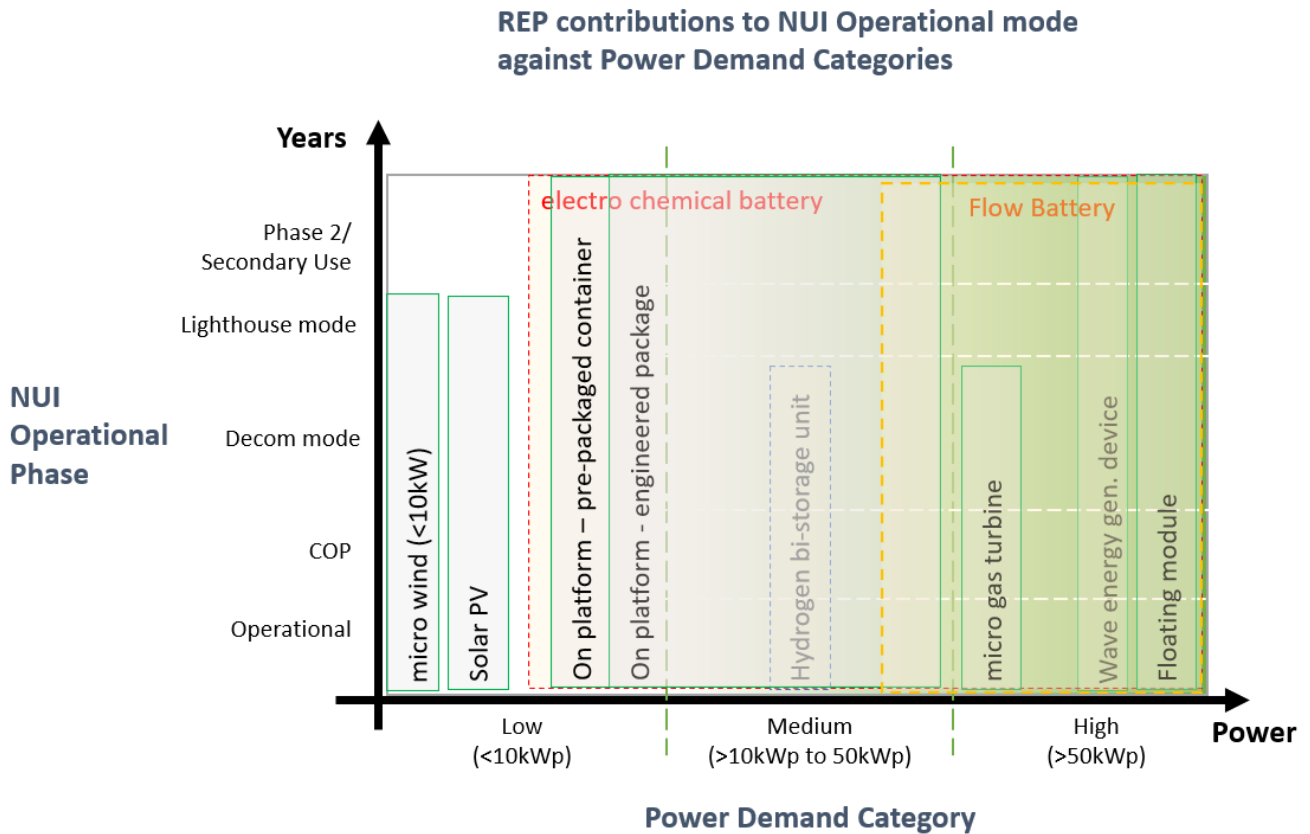 REP contributions to NUI Operational mode
against Power Demand Categories
Years
electro chemical battery
Flow Battery
Phase 2/
Secondary Use
Lighthouse mode
Decom mode
COP
Operational
NUI
Operational
Phase
micro wind (<10kW)
Solar PV
On platform – pre-packaged container
On platform - engineered package
Hydrogen bi-storage unit
micro gas turbine
Wave energy gen. device
Floating module
Low
(<10kWp)
Medium
(>10kWp to 50kWp)
High
(>50kWp)
Power
Power Demand Category